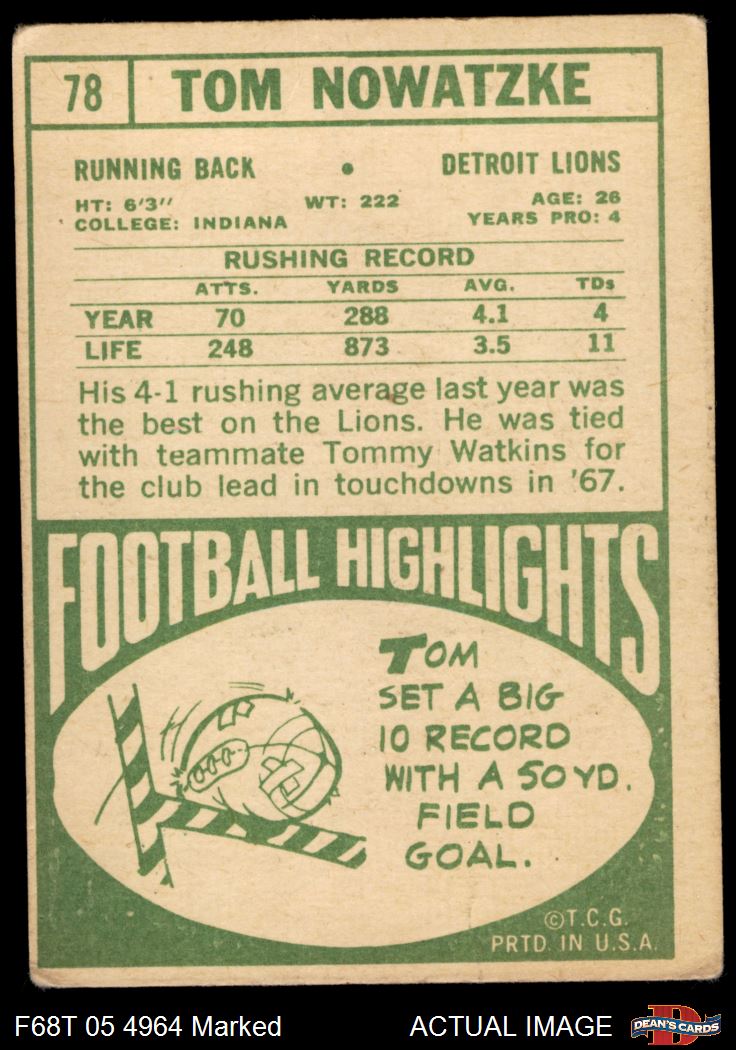 78 TOM NOWATZKE
RUNNING BACK • DETROIT LIONS
HT: 6'3" WT: 222 AGE: 26
COLLEGE: INDIANA YEARS PRO: 4
RUSHING RECORD
ATTS. YARDS AVG. TDs
YEAR 70 288 4.1 4
LIFE 248 873 3.5 11
His 4-1 rushing average last year was
the best on the Lions. He was tied
with teammate Tommy Watkins for
the club lead in touchdowns in '67.
FOOTBALL HIGHLIGHTS
TOM
SET A BIG
10 RECORD
WITH A 50 YD.
FIELD
GOAL.
©T.C.G.
PRTD. IN U.S.A.
F68T 05 4964 Marked ACTUAL IMAGE DEAN'S CARDS